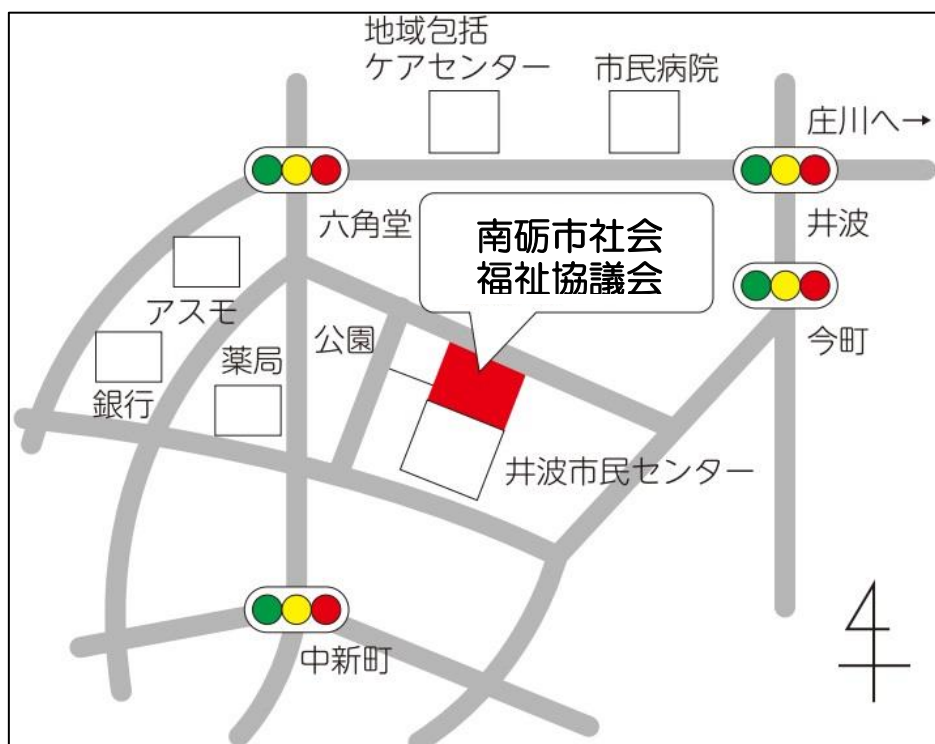 地域包括
ケアセンター
市民病院
庄川へ→
六角堂
南砺市社会
福祉協議会
井波
アスモ
公園
今町
薬局
銀行
井波市民センター
中新町